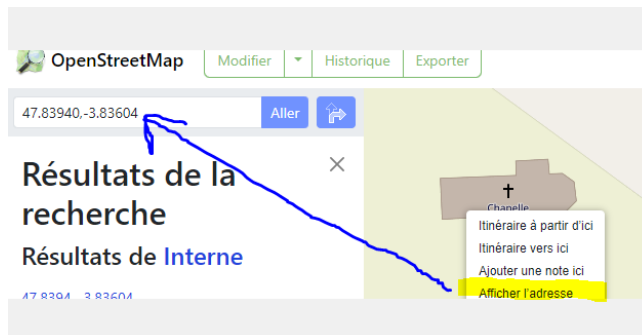 OpenStreetMap Modifier Historique Exporter
47.83940,-3.83604 Aller
Résultats de la
recherche
Résultats de Interne
47.8394, -3.83604
Chapelle
Itinéraire à partir d'ici
Itinéraire vers ici
Ajouter une note ici
Afficher l'adresse